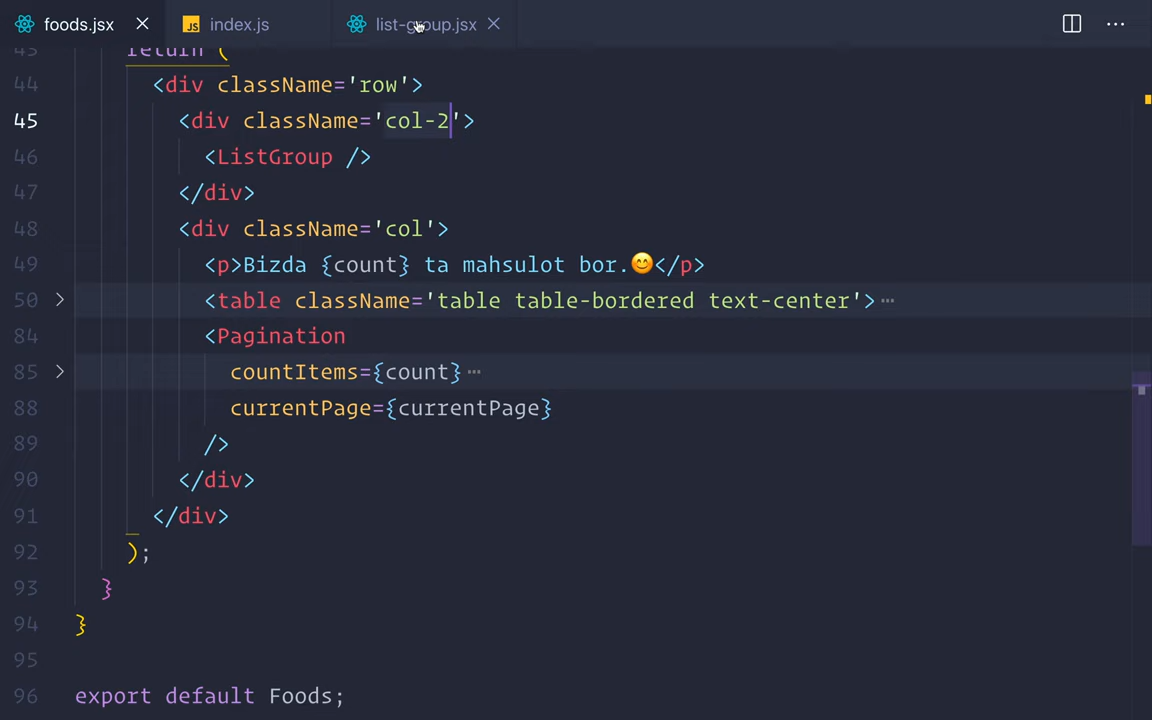 foods.jsx
JS index.js
list-group.jsx
43 return (
44 <div className='row'>
45 <div className='col-2'>
46 <ListGroup />
47 </div>
48 <div className='col'>
49 <p>Bizda {count} ta mahsulot bor.😊</p>
50 <table className='table table-bordered text-center'>⋯
84 <Pagination
85 countItems={count}⋯
88 currentPage={currentPage}
89 />
90 </div>
91 </div>
92 );
93 }
94 }
95
96 export default Foods;